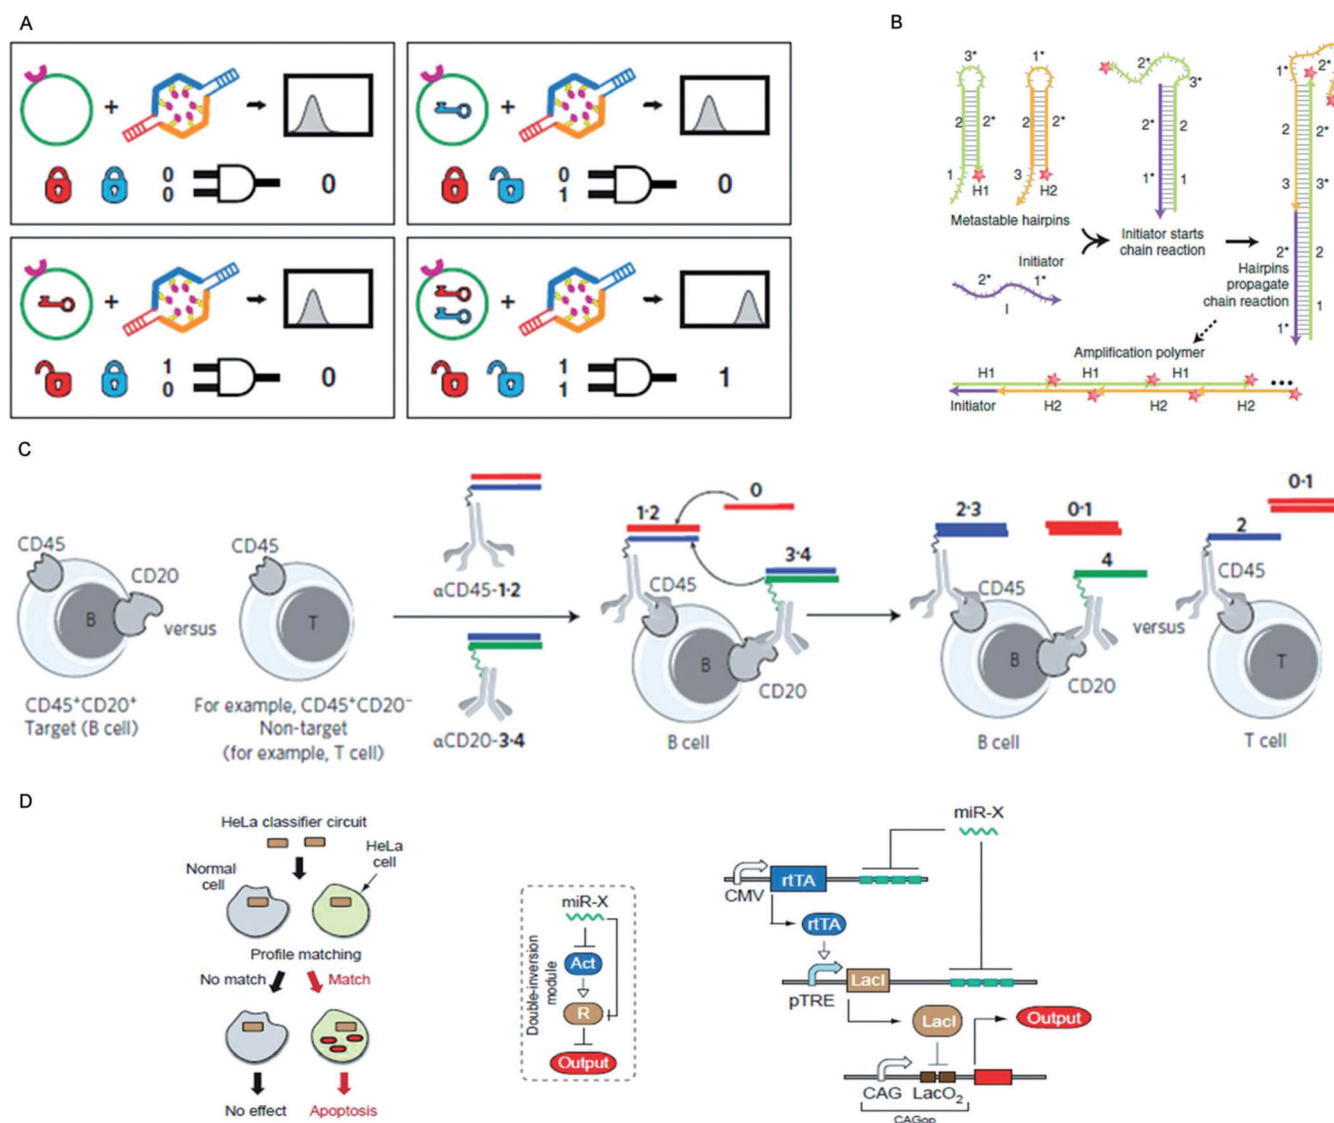 A
0
0
0
0
1
0
1
0
0
1
1
1
B
3*
2
2*
1
H1
1*
2
2*
3
H2
Metastable hairpins
Initiator
2*
1*
I
2*
3*
2*
2
1*
1
Initiator starts
chain reaction
1*
2*
2
2*
3
3*
2*
2
1*
1
Hairpins
propagate
chain reaction
Amplification polymer
H1
H1
H1
Initiator
H2
H2
H2
C
CD45
CD20
B
versus
CD45⁺CD20⁺
Target (B cell)
CD45
T
For example, CD45⁺CD20⁻
Non-target
(for example, T cell)
αCD45-1·2
αCD20-3·4
1·2
0
3·4
CD45
B
CD20
B cell
2·3
0·1
4
CD45
B
CD20
B cell
versus
0·1
2
CD45
T
T cell
D
HeLa classifier circuit
Normal
cell
HeLa
cell
Profile matching
No match
Match
No effect
Apoptosis
Double-inversion
module
miR-X
Act
R
Output
miR-X
CMV
rtTA
rtTA
pTRE
LacI
LacI
Output
CAG
LacO₂
CAGop